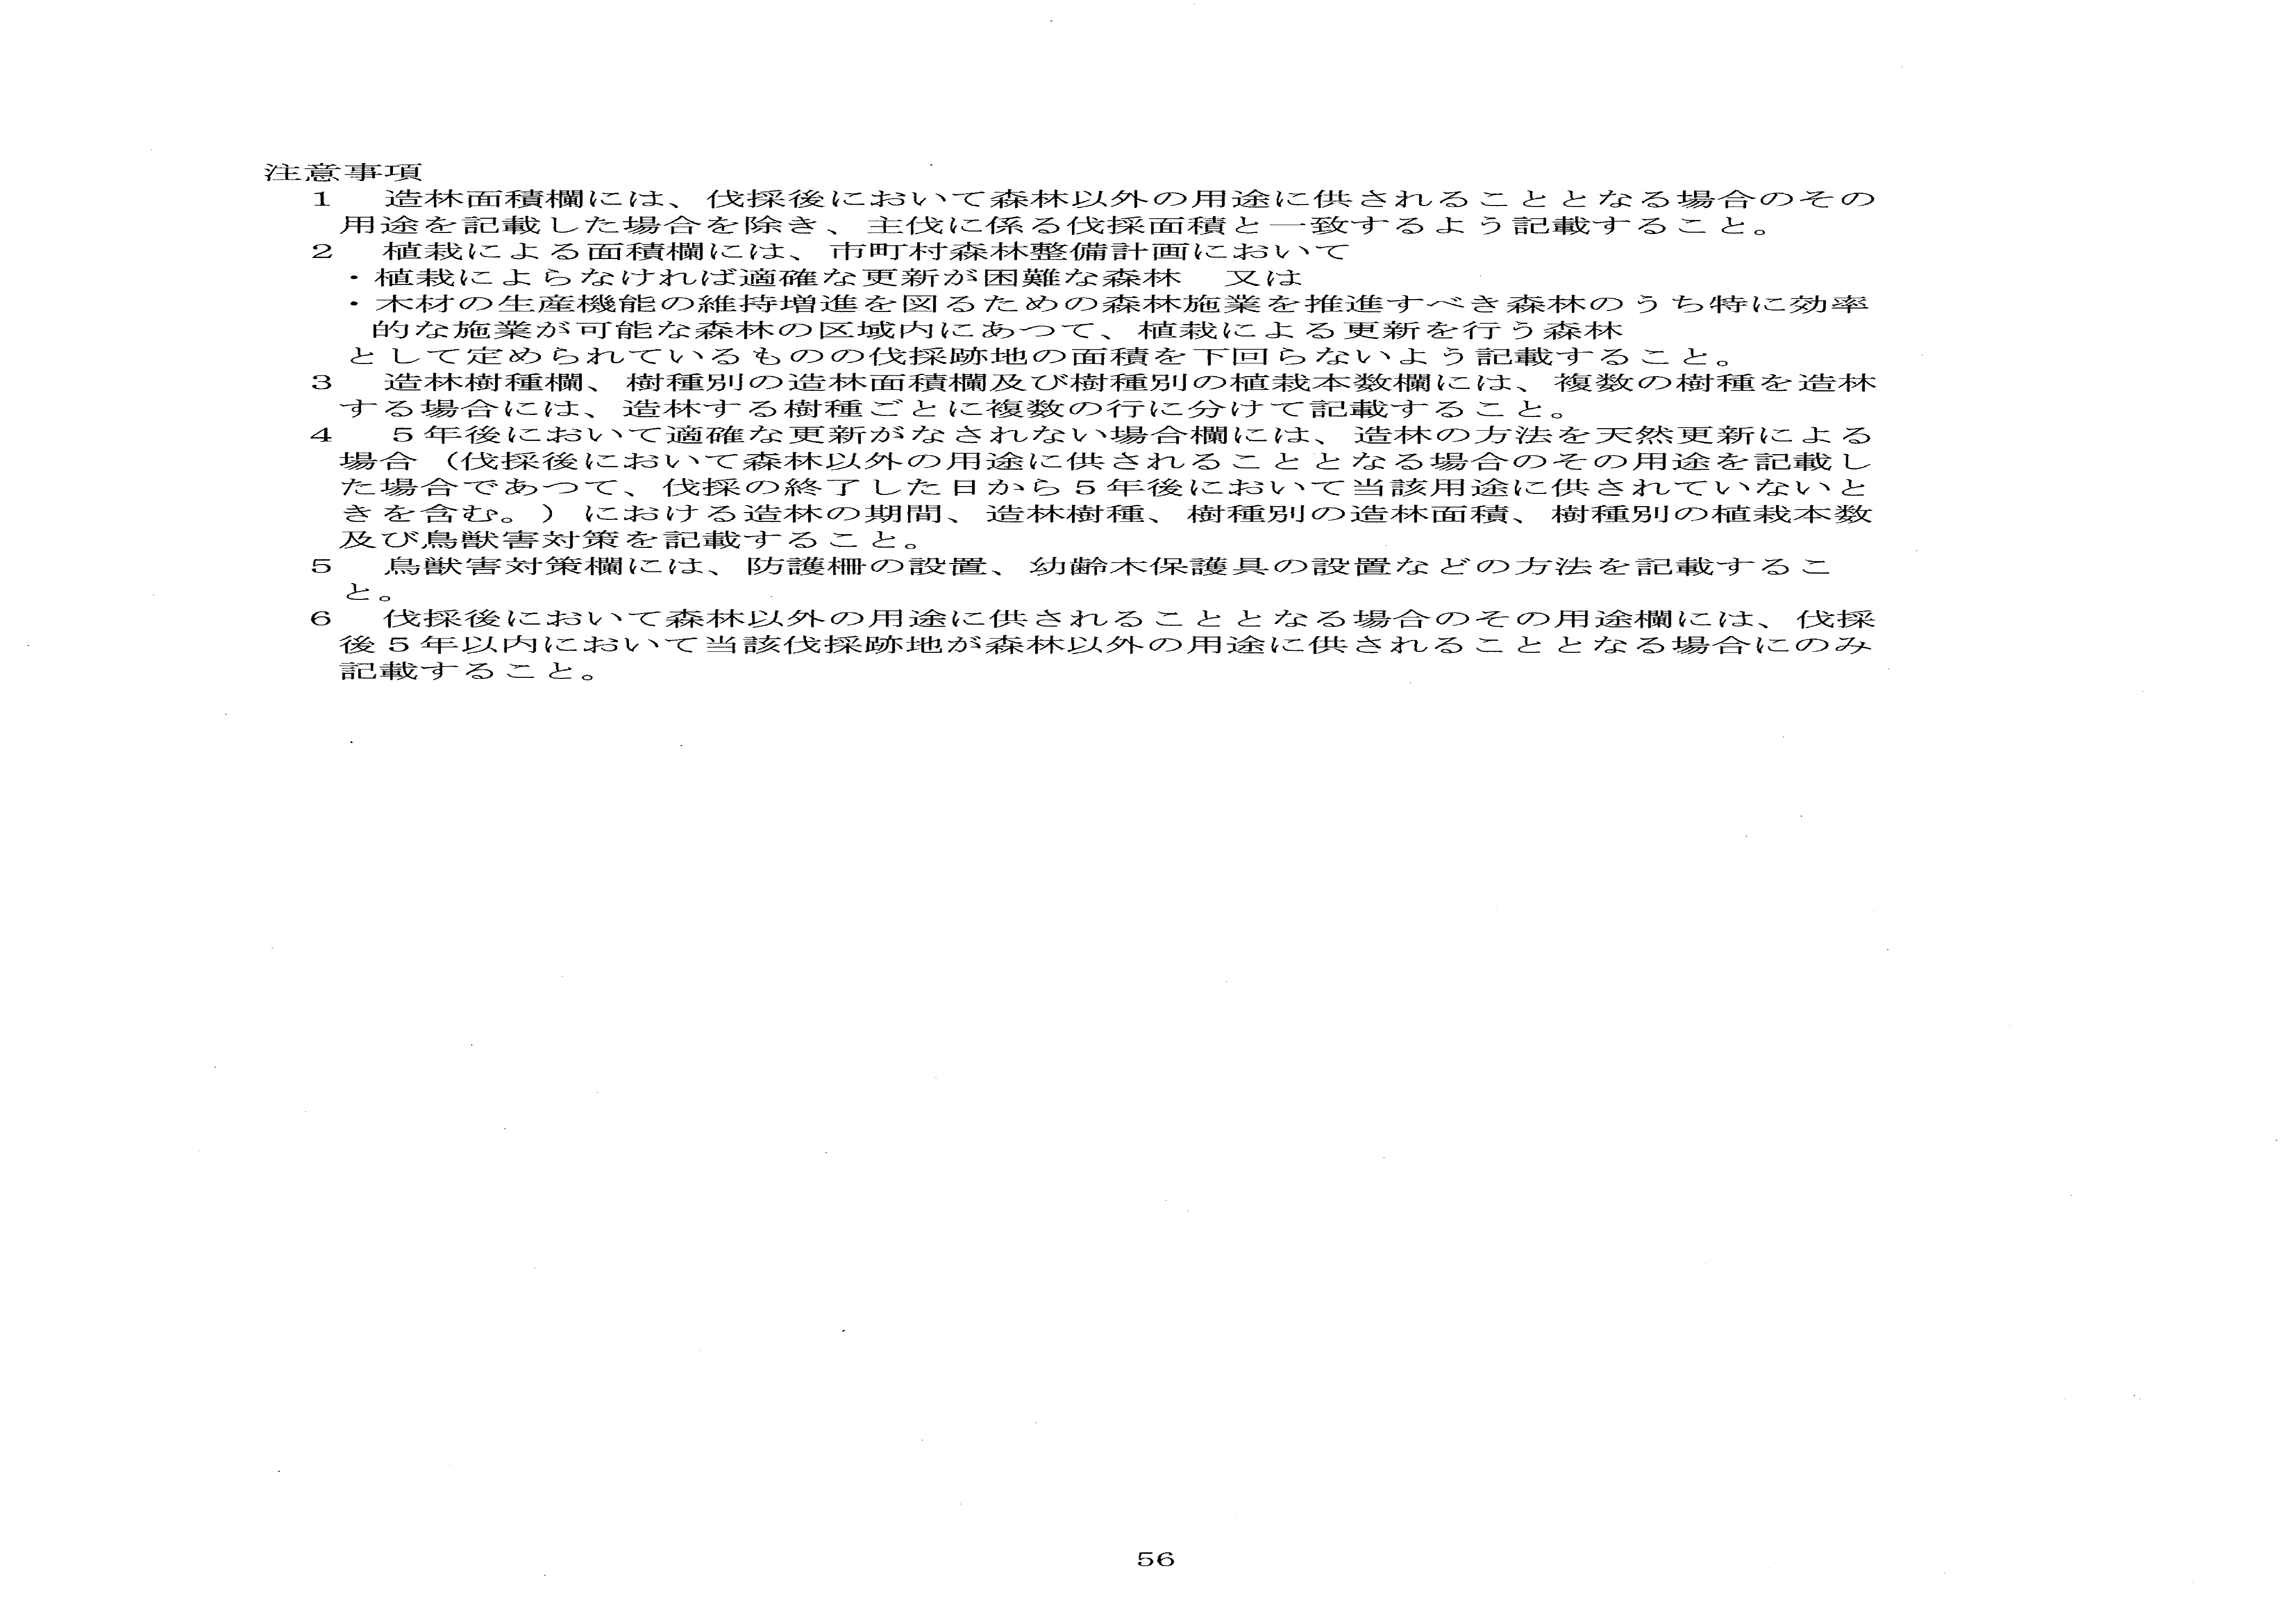 注意事項
１　造林面積欄には、伐採後において森林以外の用途に供されることとなる場合のその
用途を記載した場合を除き、主伐に係る伐採面積と一致するよう記載すること。
２　植栽による面積欄には、市町村森林整備計画において
・植栽によらなければ適確な更新が困難な森林　又は
・木材の生産機能の維持増進を図るための森林施業を推進すべき森林のうち特に効率
的な施業が可能な森林の区域内にあつて、植栽による更新を行う森林
として定められているものの伐採跡地の面積を下回らないよう記載すること。
３　造林樹種欄、樹種別の造林面積欄及び樹種別の植栽本数欄には、複数の樹種を造林
する場合には、造林する樹種ごとに複数の行に分けて記載すること。
４　５年後において適確な更新がなされない場合欄には、造林の方法を天然更新による
場合（伐採後において森林以外の用途に供されることとなる場合のその用途を記載し
た場合であつて、伐採の終了した日から５年後において当該用途に供されていないと
きを含む。）における造林の期間、造林樹種、樹種別の造林面積、樹種別の植栽本数
及び鳥獣害対策を記載すること。
５　鳥獣害対策欄には、防護柵の設置、幼齢木保護具の設置などの方法を記載するこ
と。
６　伐採後において森林以外の用途に供されることとなる場合のその用途欄には、伐採
後５年以内において当該伐採跡地が森林以外の用途に供されることとなる場合にのみ
記載すること。
56